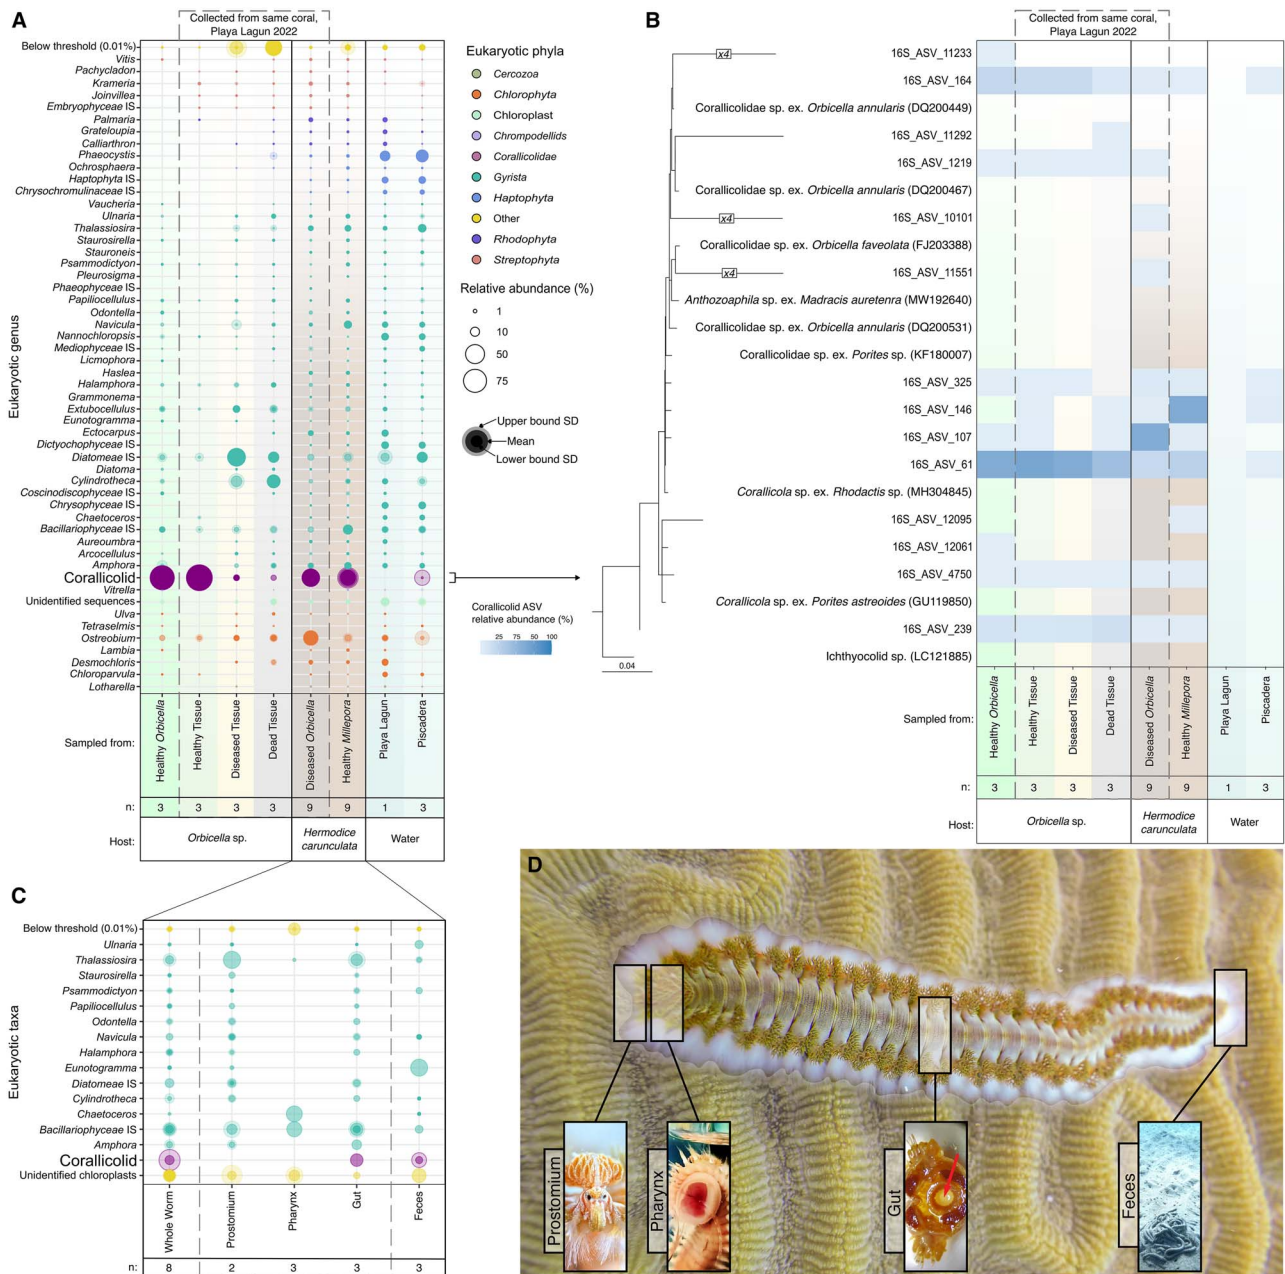 A
Collected from same coral,
Playa Lagun 2022
Eukaryotic genus
Below threshold (0.01%)
Vitis
Pachycladon
Krameria
Joinvillea
Embryophyceae IS
Palmaria
Grateloupia
Calliarthron
Phaeocystis
Ochrosphaera
Haptophyta IS
Chrysochromulinaceae IS
Vaucheria
Ulnaria
Thalassiosira
Staurosirella
Stauroneis
Psammodictyon
Pleurosigma
Phaeophyceae IS
Papiliocellulus
Odontella
Navicula
Nannochloropsis
Mediophyceae IS
Licmophora
Haslea
Halamphora
Grammonema
Extubocellulus
Eunotogramma
Ectocarpus
Dictyochophyceae IS
Diatomeae IS
Diatoma
Cylindrotheca
Coscinodiscophyceae IS
Chrysophyceae IS
Chaetoceros
Bacillariophyceae IS
Aureoumbra
Arcocellulus
Amphora
Corallicolid
Vitrella
Unidentified sequences
Ulva
Tetraselmis
Ostreobium
Lambia
Desmochloris
Chloroparvula
Lotharella
Sampled from:
Healthy Orbicella
Healthy Tissue
Diseased Tissue
Dead Tissue
Diseased Orbicella
Healthy Millepora
Playa Lagun
Piscadera
n: 3 3 3 3 9 9 1 3
Host: Orbicella sp. Hermodice carunculata Water
Eukaryotic phyla
Cercozoa
Chlorophyta
Chloroplast
Chrompodellids
Corallicolidae
Gyrista
Haptophyta
Other
Rhodophyta
Streptophyta
Relative abundance (%)
1
10
50
75
Upper bound SD
Mean
Lower bound SD
Corallicolid ASV
relative abundance (%)
25 75 50 100
B
Collected from same coral,
Playa Lagun 2022
x4 16S_ASV_11233
16S_ASV_164
Corallicolidae sp. ex. Orbicella annularis (DQ200449)
16S_ASV_11292
16S_ASV_1219
Corallicolidae sp. ex. Orbicella annularis (DQ200467)
x4 16S_ASV_10101
Corallicolidae sp. ex. Orbicella faveolata (FJ203388)
x4 16S_ASV_11551
Anthozoaphila sp. ex. Madracis auretenra (MW192640)
Corallicolidae sp. ex. Orbicella annularis (DQ200531)
Corallicolidae sp. ex. Porites sp. (KF180007)
16S_ASV_325
16S_ASV_146
16S_ASV_107
16S_ASV_61
Corallicola sp. ex. Rhodactis sp. (MH304845)
16S_ASV_12095
16S_ASV_12061
16S_ASV_4750
Corallicola sp. ex. Porites astreoides (GU119850)
16S_ASV_239
Ichthyocolid sp. (LC121885)
0.04
Sampled from:
Healthy Orbicella
Healthy Tissue
Diseased Tissue
Dead Tissue
Diseased Orbicella
Healthy Millepora
Playa Lagun
Piscadera
n: 3 3 3 3 9 9 1 3
Host: Orbicella sp. Hermodice carunculata Water
C
Eukaryotic taxa
Below threshold (0.01%)
Ulnaria
Thalassiosira
Staurosirella
Psammodictyon
Papiliocellulus
Odontella
Navicula
Halamphora
Eunotogramma
Diatomeae IS
Cylindrotheca
Chaetoceros
Bacillariophyceae IS
Amphora
Corallicolid
Unidentified chloroplasts
Whole Worm
Prostomium
Pharynx
Gut
Feces
n: 8 2 3 3 3
D
Prostomium
Pharynx
Gut
Feces